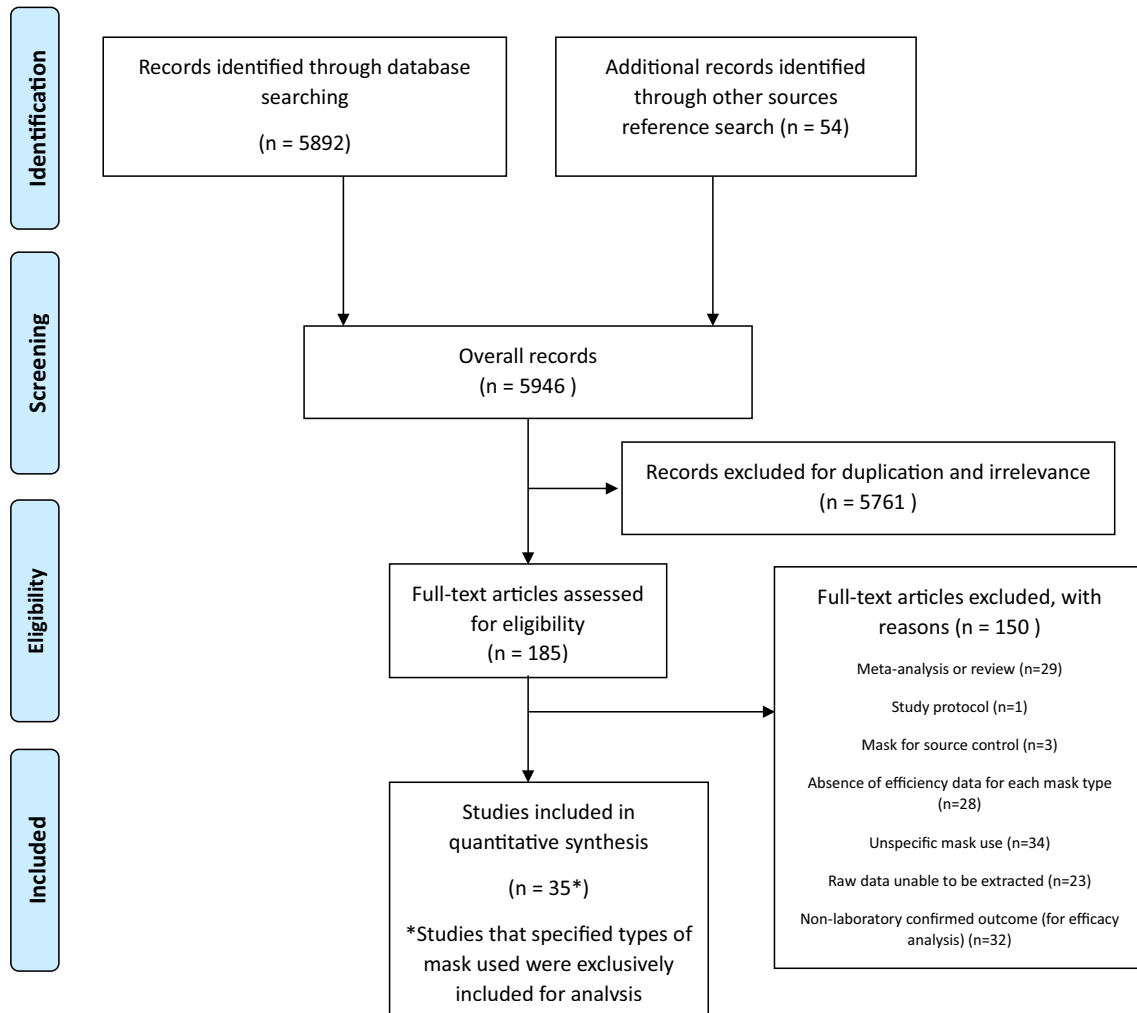 Identification
Records identified through database
searching
(n = 5892)
Additional records identified
through other sources
reference search (n = 54)
Screening
Overall records
(n = 5946 )
Records excluded for duplication and irrelevance
(n = 5761 )
Eligibility
Full-text articles assessed
for eligibility
(n = 185)
Full-text articles excluded, with
reasons (n = 150 )
Meta-analysis or review (n=29)
Study protocol (n=1)
Mask for source control (n=3)
Absence of efficiency data for each mask type
(n=28)
Unspecific mask use (n=34)
Raw data unable to be extracted (n=23)
Non-laboratory confirmed outcome (for efficacy
analysis) (n=32)
Included
Studies included in
quantitative synthesis
(n = 35*)
*Studies that specified types of
mask used were exclusively
included for analysis